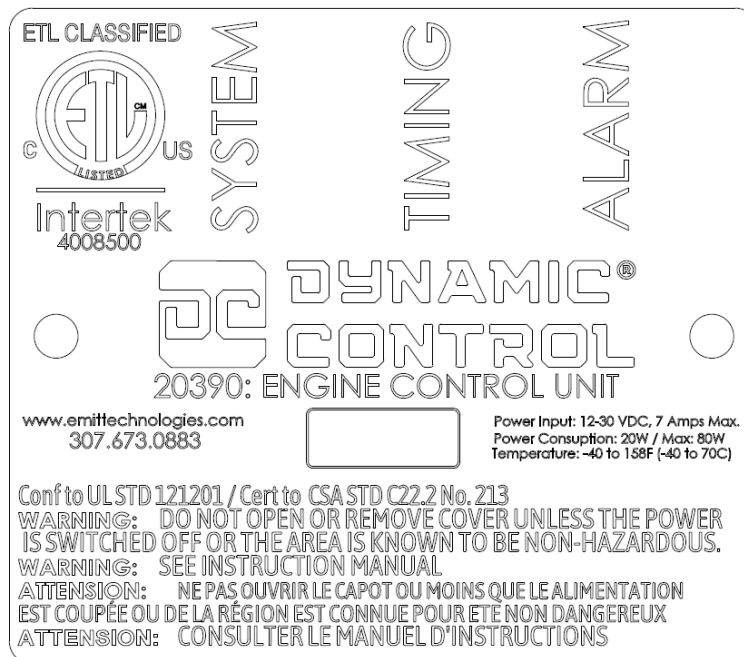 ETL CLASSIFIED
ETL CM
LISTED
C US
Intertek
4008500
SYSTEM
TIMING
ALARM
DC DYNAMIC®
CONTROL
20390: ENGINE CONTROL UNIT
www.emittechnologies.com
307.673.0883
Power Input: 12-30 VDC, 7 Amps Max.
Power Consuption: 20W / Max: 80W
Temperature: -40 to 158F (-40 to 70C)
Conf to UL STD 121201 / Cert to CSA STD C22.2 No. 213
WARNING: DO NOT OPEN OR REMOVE COVER UNLESS THE POWER
IS SWITCHED OFF OR THE AREA IS KNOWN TO BE NON-HAZARDOUS.
WARNING: SEE INSTRUCTION MANUAL
ATTENTION: NE PAS OUVRIR LE CAPOT OU MOINS QUE LE ALIMENTATION
EST COUPÉE OU DE LA RÉGION EST CONNUE POUR ETE NON DANGEREUX
ATTENTION: CONSULTER LE MANUEL D'INSTRUCTIONS